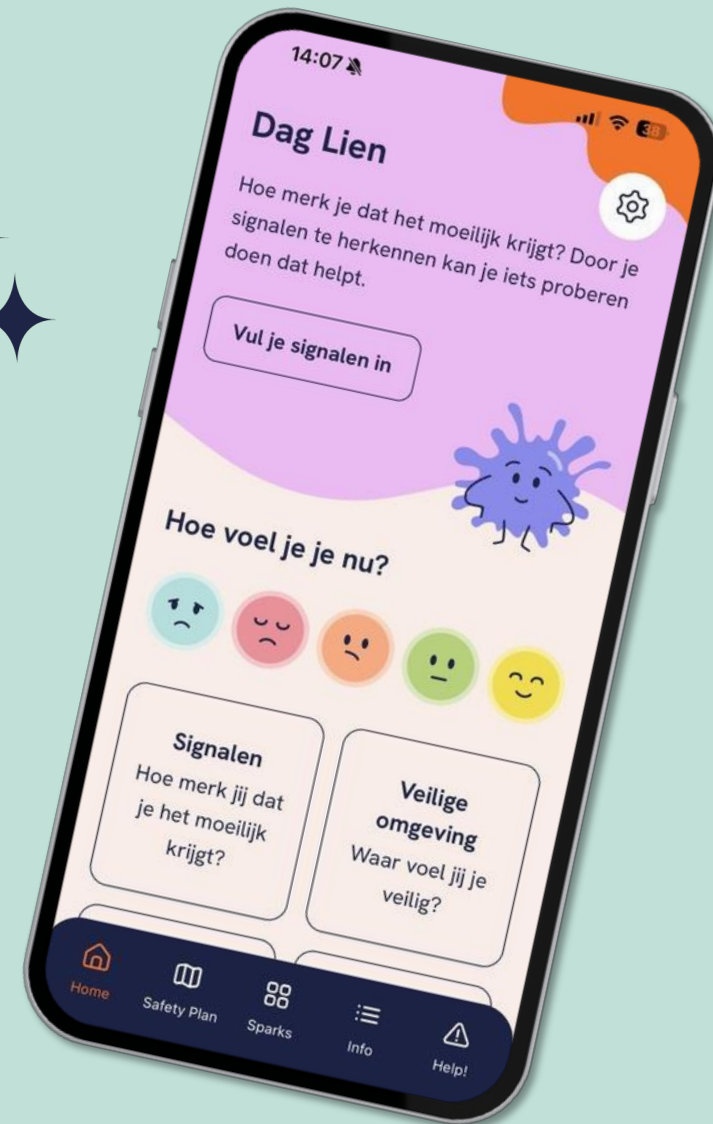 14:07
38
Dag Lien
Hoe merk je dat het moeilijk krijgt? Door je
signalen te herkennen kan je iets proberen
doen dat helpt.
Vul je signalen in
Hoe voel je je nu?
Signalen
Hoe merk jij dat
je het moeilijk
krijgt?
Veilige
omgeving
Waar voel jij je
veilig?
Home
Safety Plan
Sparks
Info
Help!